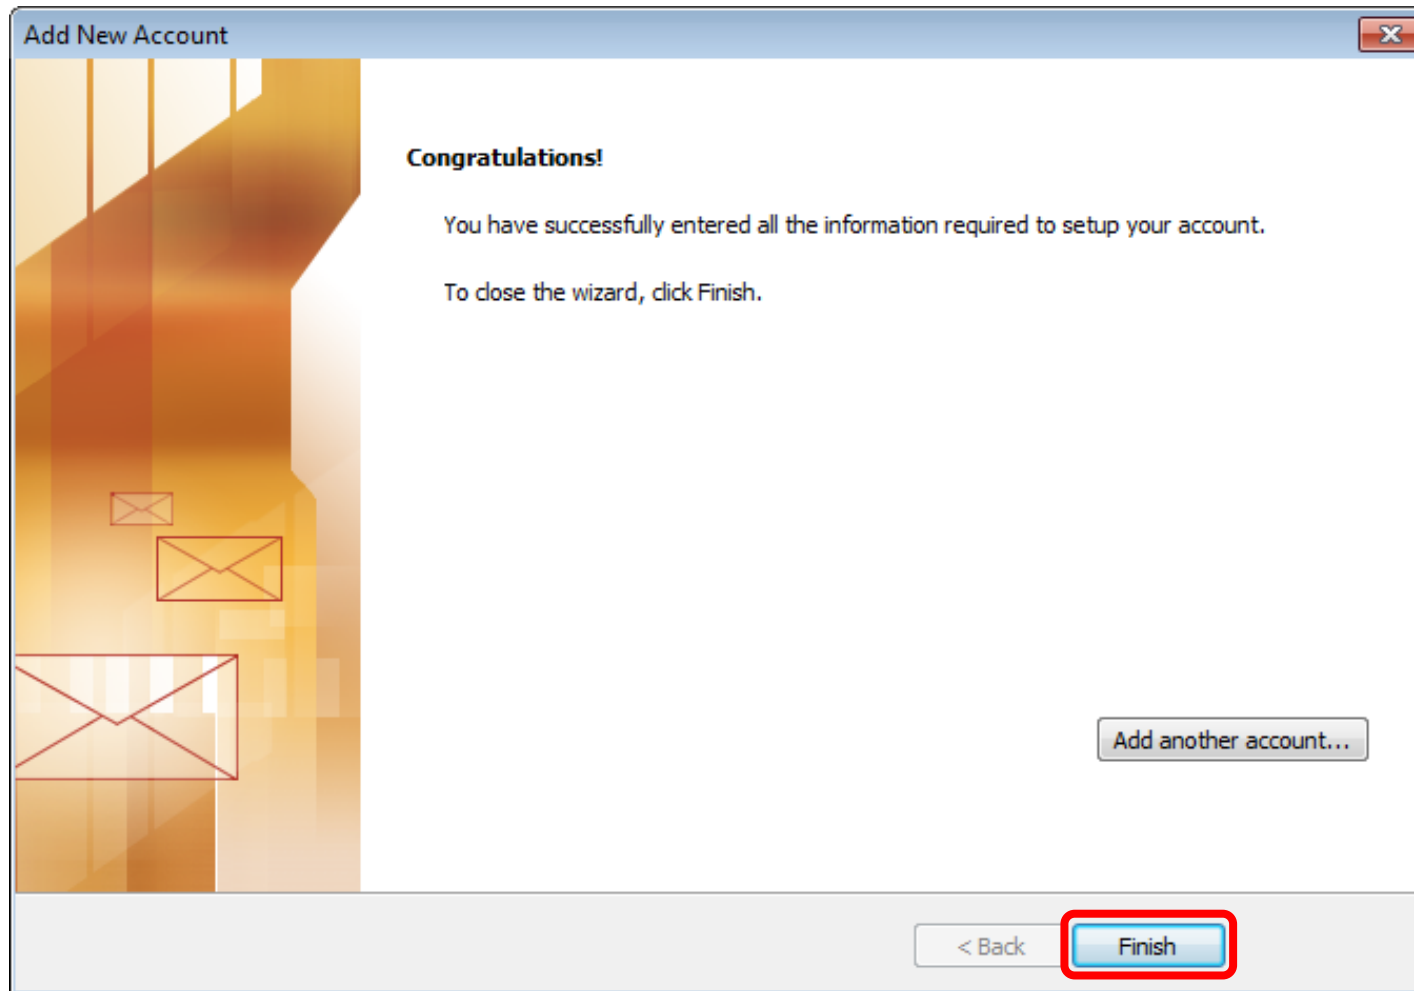 Add New Account
Congratulations!
You have successfully entered all the information required to setup your account.
To close the wizard, click Finish.
Add another account...
< Back
Finish